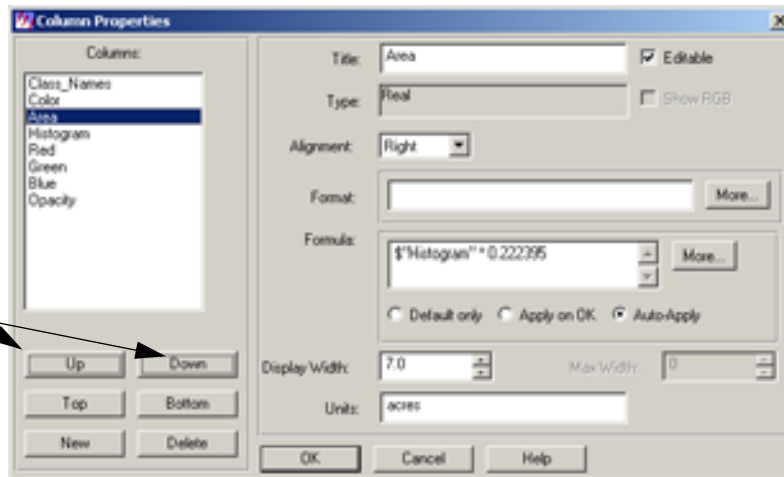 Column Properties
Columns:
Class_Names
Color
Area
Histogram
Red
Green
Blue
Opacity
Up
Down
Top
Bottom
New
Delete
Title:
Area
Editable
Type:
Real
Show RGB
Alignment:
Right
Format:
More...
Formula:
$"Histogram" * 0.222395
More...
Default only
Apply on OK
Auto-Apply
Display Width:
7.0
Max Width:
0
Units:
acres
OK
Cancel
Help